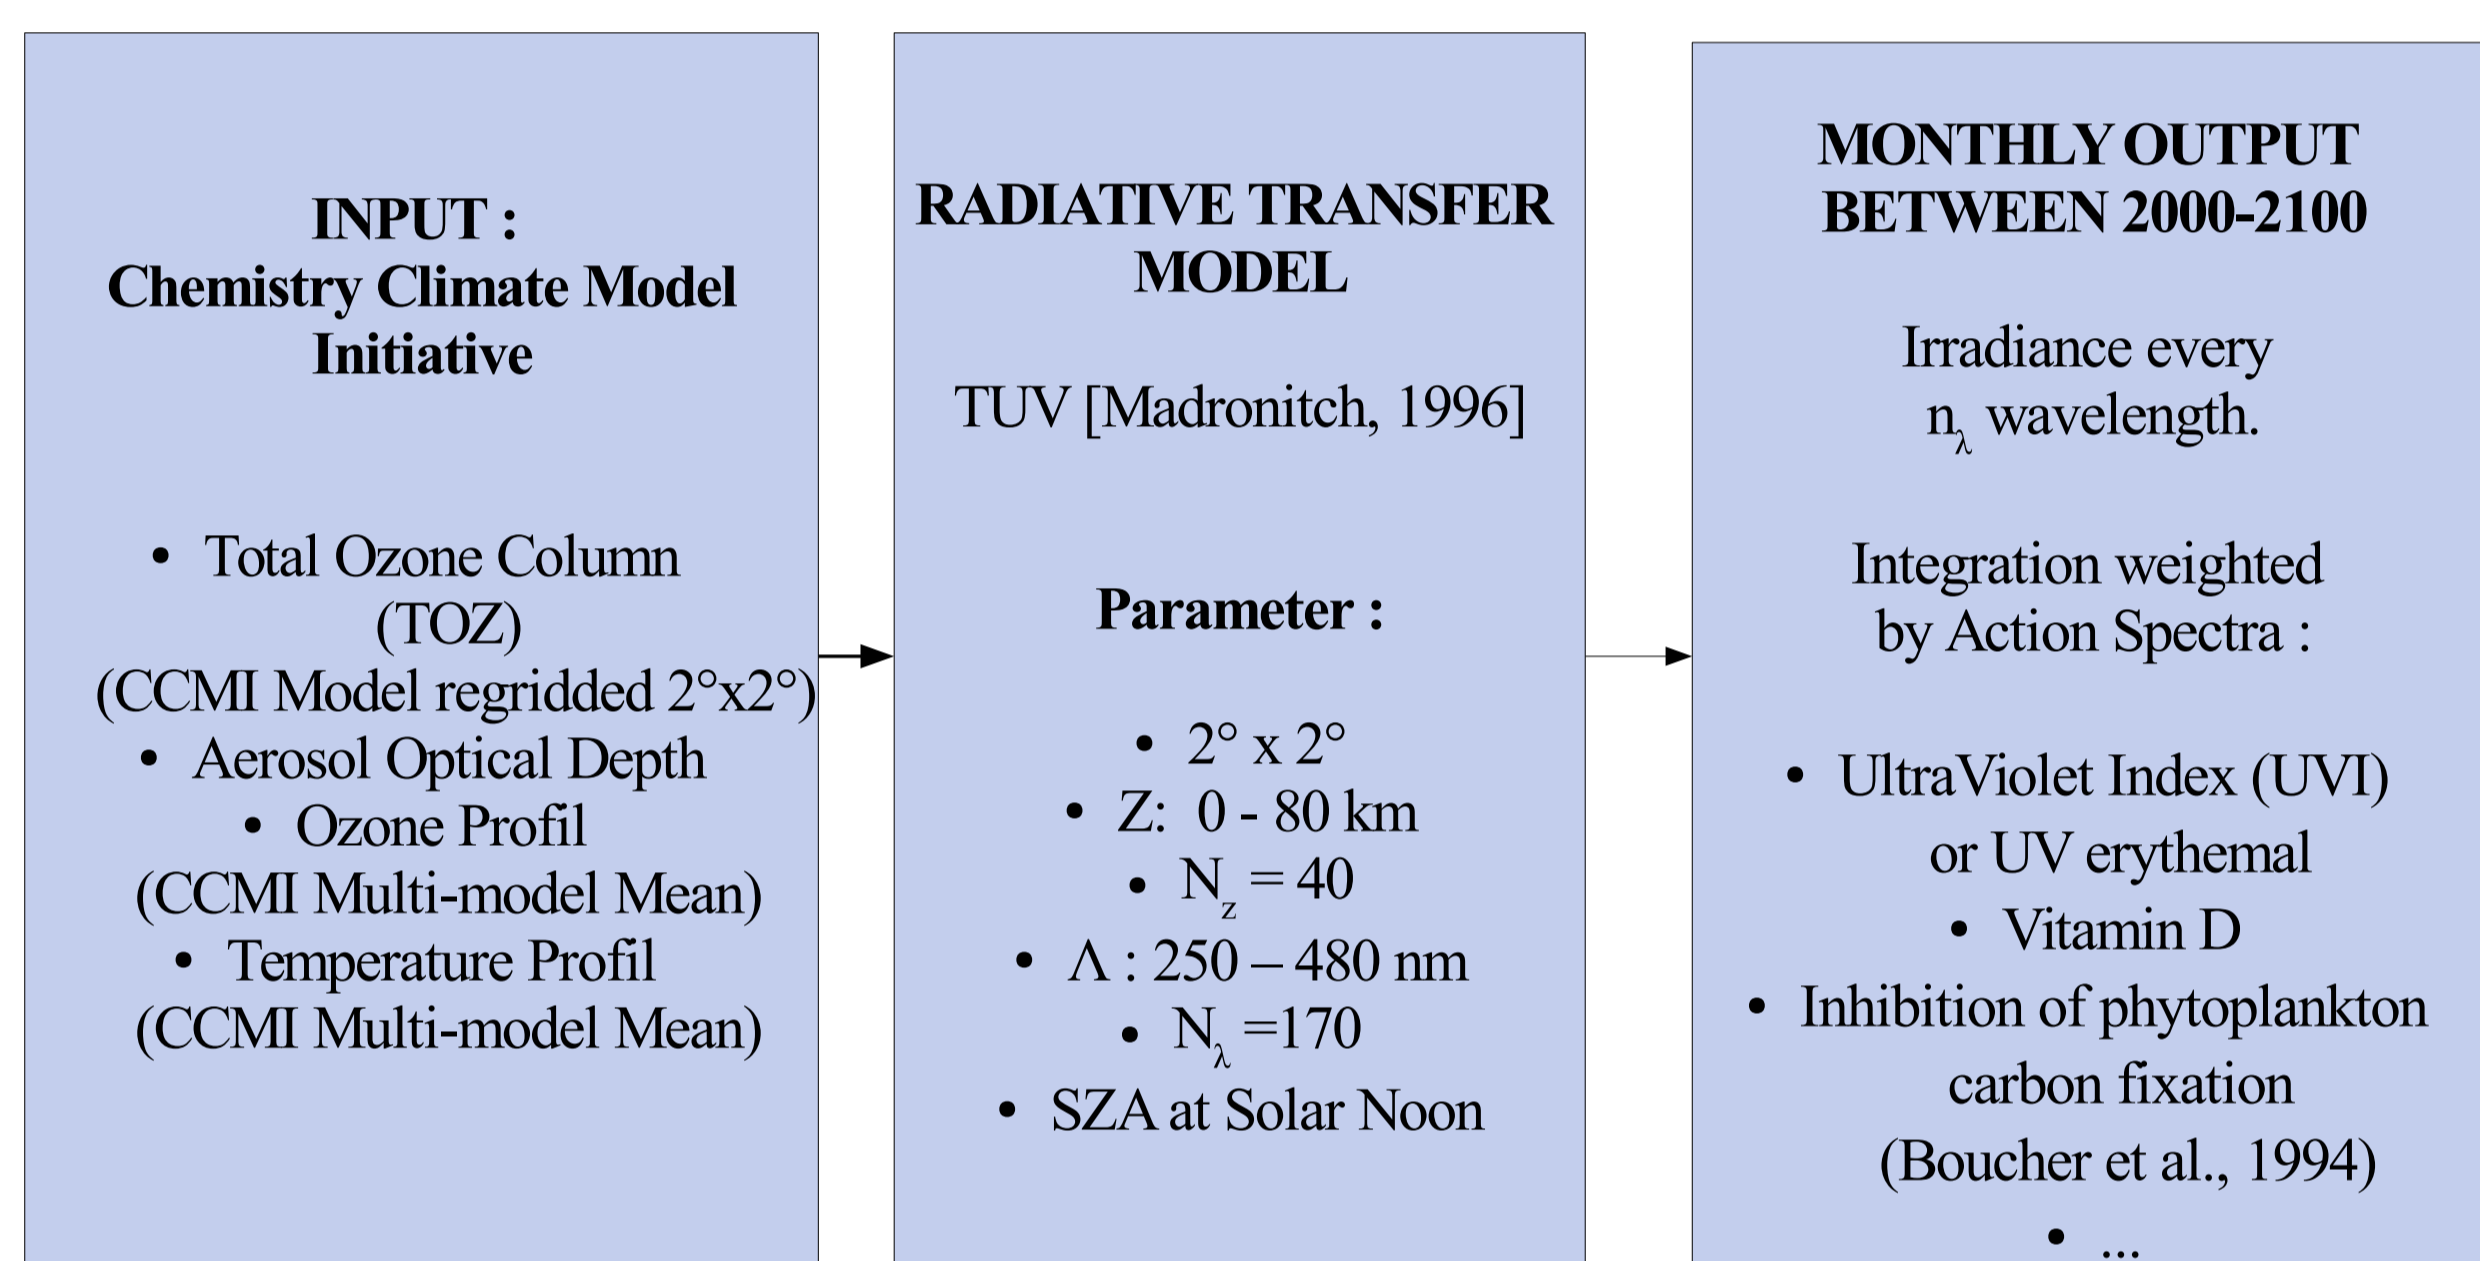 INPUT :
Chemistry Climate Model
Initiative
• Total Ozone Column
(TOZ)
(CCMI Model regridded 2°x2°)
• Aerosol Optical Depth
• Ozone Profil
(CCMI Multi-model Mean)
• Temperature Profil
(CCMI Multi-model Mean)
RADIATIVE TRANSFER
MODEL
TUV [Madronitch, 1996]
Parameter :
• 2° x 2°
• Z: 0 - 80 km
• N_z = 40
• Λ : 250 – 480 nm
• N_λ =170
• SZA at Solar Noon
MONTHLY OUTPUT
BETWEEN 2000-2100
Irradiance every
n_λ wavelength.
Integration weighted
by Action Spectra :
• UltraViolet Index (UVI)
or UV erythemal
• Vitamin D
• Inhibition of phytoplankton
carbon fixation
(Boucher et al., 1994)
• ...